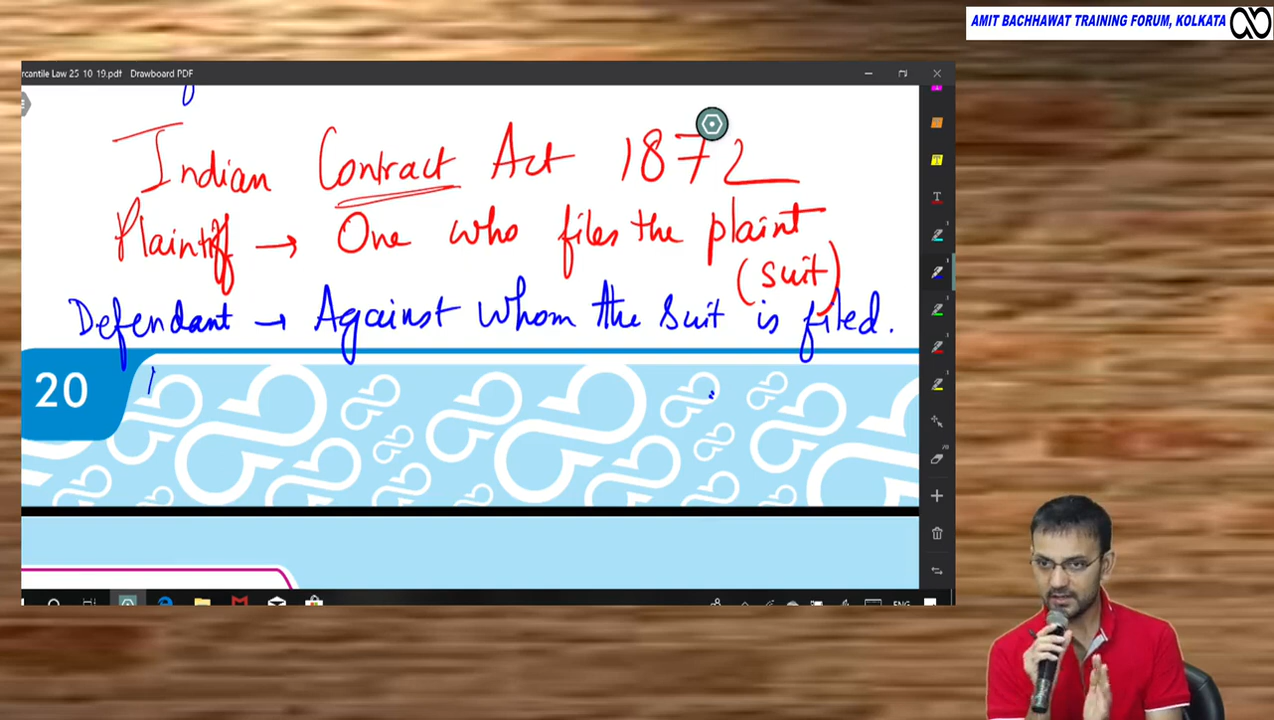 AMIT BACHHAWAT TRAINING FORUM, KOLKATA
rcantile Law 25 10 19.pdf Drawboard PDF
Indian Contract Act 1872
Plaintiff → One who files the plaint
(suit)
Defendant → Against whom the suit is filed.
20
ENG